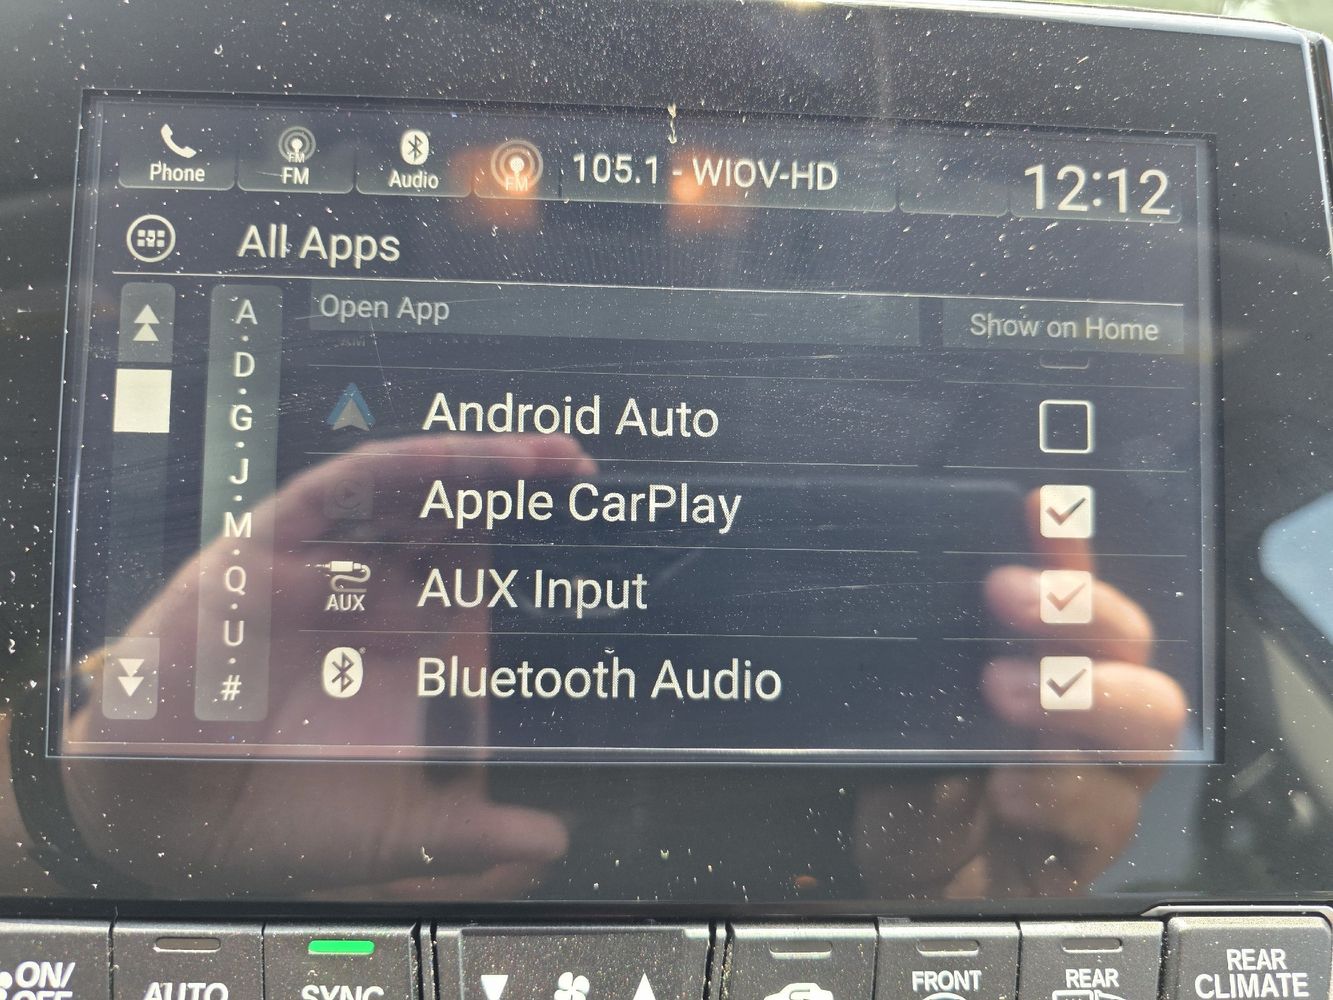 Phone
FM
FM
Audio
FM
105.1 - WIOV-HD
12:12
All Apps
Open App
Show on Home
A
D
G
J
M
Q
U
#
Android Auto
Apple CarPlay
AUX
AUX Input
Bluetooth Audio
ON/
OFF
AUTO
SYNC
FRONT
REAR
REAR
CLIMATE